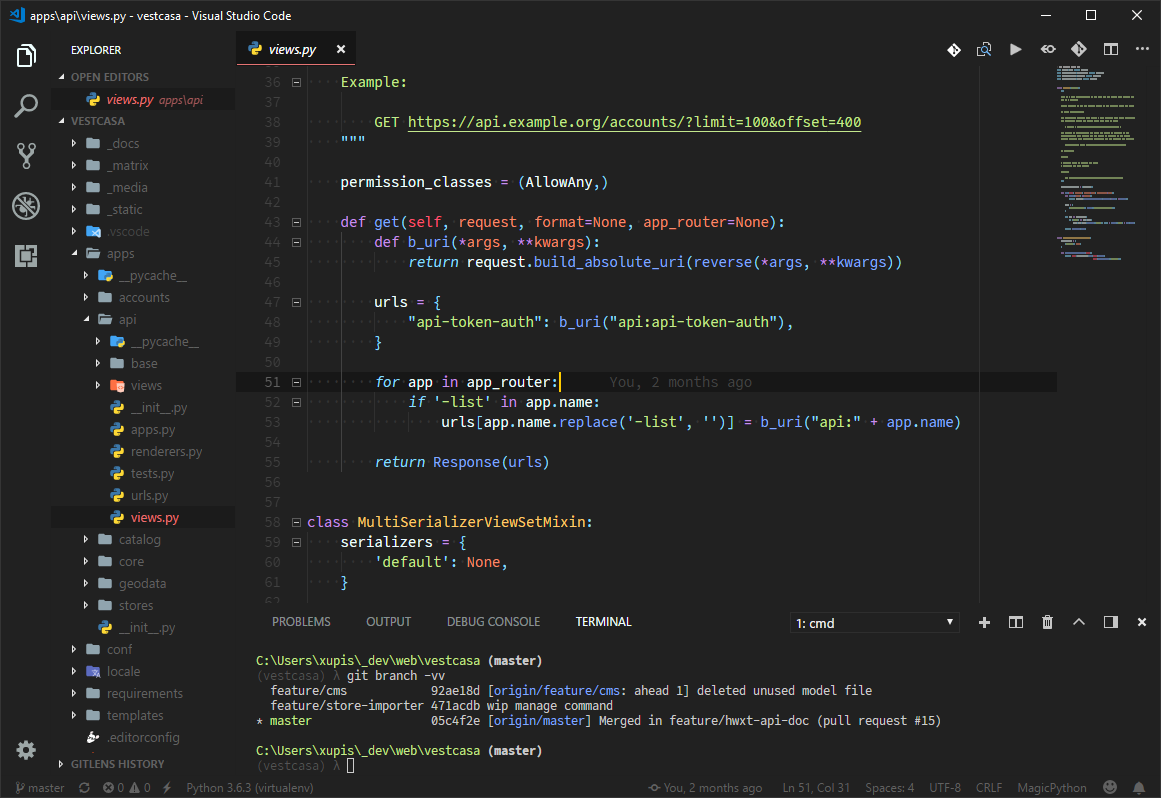 apps\api\views.py - vestcasa - Visual Studio Code
EXPLORER
OPEN EDITORS
views.py apps\api
VESTCASA
_docs
_matrix
_media
_static
.vscode
apps
__pycache__
accounts
api
__pycache__
base
views
__init__.py
apps.py
renderers.py
tests.py
urls.py
views.py
catalog
core
geodata
stores
__init__.py
conf
locale
requirements
templates
.editorconfig
GITLENS HISTORY
views.py
36 Example:
37
38 GET https://api.example.org/accounts/?limit=100&offset=400
39 """
40
41 permission_classes = (AllowAny,)
42
43 def get(self, request, format=None, app_router=None):
44 def b_uri(*args, **kwargs):
45 return request.build_absolute_uri(reverse(*args, **kwargs))
46
47 urls = {
48 "api-token-auth": b_uri("api:api-token-auth"),
49 }
50
51 for app in app_router: You, 2 months ago
52 if '-list' in app.name:
53 urls[app.name.replace('-list', '')] = b_uri("api:" + app.name)
54
55 return Response(urls)
56
57
58 class MultiSerializerViewSetMixin:
59 serializers = {
60 'default': None,
61 }
62
PROBLEMS OUTPUT DEBUG CONSOLE TERMINAL 1: cmd
C:\Users\xupis\_dev\web\vestcasa (master)
(vestcasa) λ git branch -vv
feature/cms 92ae18d [origin/feature/cms: ahead 1] deleted unused model file
feature/store-importer 471acdb wip manage command
* master 05c4f2e [origin/master] Merged in feature/hwxt-api-doc (pull request #15)
C:\Users\xupis\_dev\web\vestcasa (master)
(vestcasa) λ
master 0 0 Python 3.6.3 (virtualenv) You, 2 months ago Ln 51, Col 31 Spaces: 4 UTF-8 CRLF MagicPython